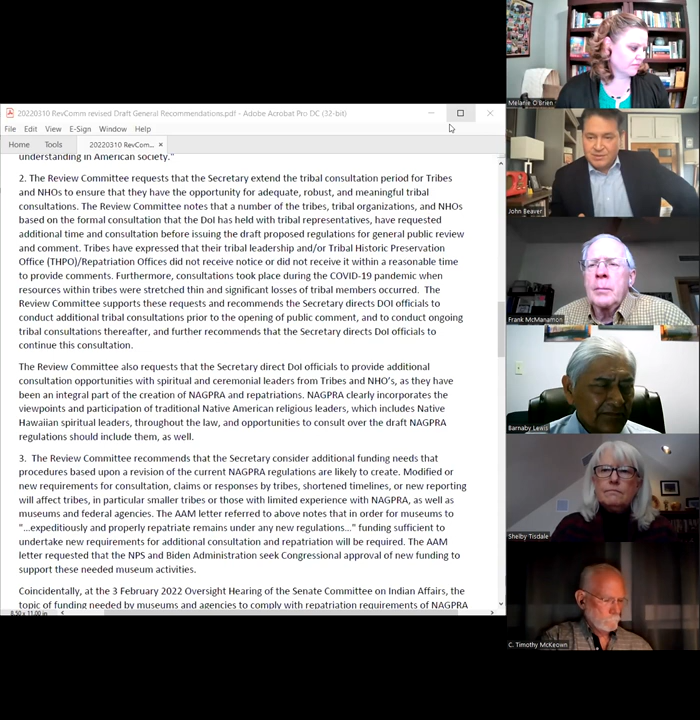 20220310 RevComm revised Draft General Recommendations.pdf - Adobe Acrobat Pro DC (32-bit)
File Edit View E-Sign Window Help
Home Tools 20220310 RevCom... ×
understanding in American society."
2. The Review Committee requests that the Secretary extend the tribal consultation period for Tribes
and NHOs to ensure that they have the opportunity for adequate, robust, and meaningful tribal
consultations. The Review Committee notes that a number of the tribes, tribal organizations, and NHOs
based on the formal consultation that the DoI has held with tribal representatives, have requested
additional time and consultation before issuing the draft proposed regulations for general public review
and comment. Tribes have expressed that their tribal leadership and/or Tribal Historic Preservation
Office (THPO)/Repatriation Offices did not receive notice or did not receive it within a reasonable time
to provide comments. Furthermore, consultations took place during the COVID-19 pandemic when
resources within tribes were stretched thin and significant losses of tribal members occurred. The
Review Committee supports these requests and recommends the Secretary directs DOI officials to
conduct additional tribal consultations prior to the opening of public comment, and to conduct ongoing
tribal consultations thereafter, and further recommends that the Secretary directs DoI officials to
continue this consultation.
The Review Committee also requests that the Secretary direct DoI officials to provide additional
consultation opportunities with spiritual and ceremonial leaders from Tribes and NHO's, as they have
been an integral part of the creation of NAGPRA and repatriations. NAGPRA clearly incorporates the
viewpoints and participation of traditional Native American religious leaders, which includes Native
Hawaiian spiritual leaders, throughout the law, and opportunities to consult over the draft NAGPRA
regulations should include them, as well.
3. The Review Committee recommends that the Secretary consider additional funding needs that
procedures based upon a revision of the current NAGPRA regulations are likely to create. Modified or
new requirements for consultation, claims or responses by tribes, shortened timelines, or new reporting
will affect tribes, in particular smaller tribes or those with limited experience with NAGPRA, as well as
museums and federal agencies. The AAM letter referred to above notes that in order for museums to
"...expeditiously and properly repatriate remains under any new regulations..." funding sufficient to
undertake new requirements for additional consultation and repatriation will be required. The AAM
letter requested that the NPS and Biden Administration seek Congressional approval of new funding to
support these needed museum activities.
Coincidentally, at the 3 February 2022 Oversight Hearing of the Senate Committee on Indian Affairs, the
topic of funding needed by museums and agencies to comply with repatriation requirements of NAGPRA
8.50 x 11.00 in
Melanie O'Brien
John Beaver
Frank McManamon
Barnaby Lewis
Shelby Tisdale
C. Timothy McKeown